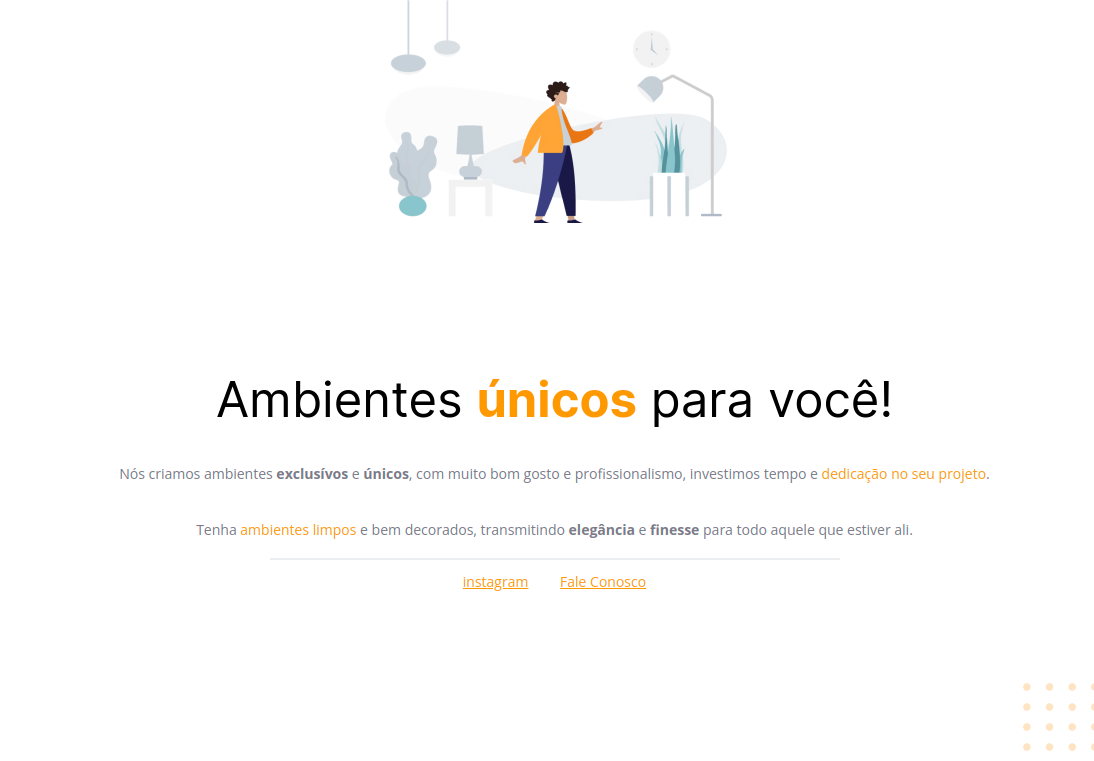 Ambientes únicos para você!
Nós criamos ambientes exclusívos e únicos, com muito bom gosto e profissionalismo, investimos tempo e dedicação no seu projeto.
Tenha ambientes limpos e bem decorados, transmitindo elegância e finesse para todo aquele que estiver ali.
instagram Fale Conosco